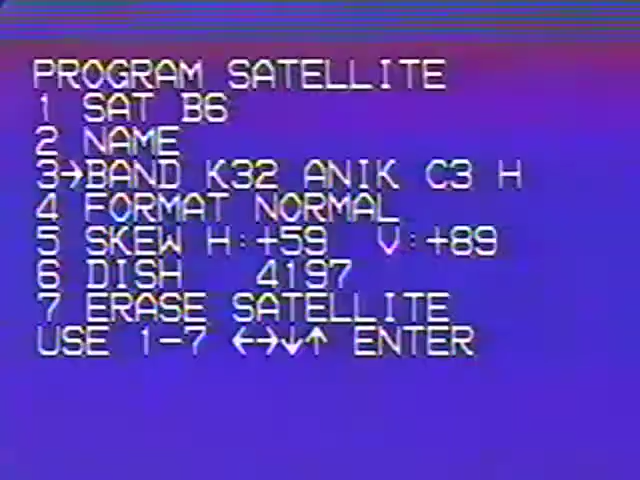 PROGRAM SATELLITE
1 SAT B6
2 NAME
3→BAND K32 ANIK C3 H
4 FORMAT NORMAL
5 SKEW H:+59 V:+89
6 DISH 4197
7 ERASE SATELLITE
USE 1-7 ←→↓↑ ENTER